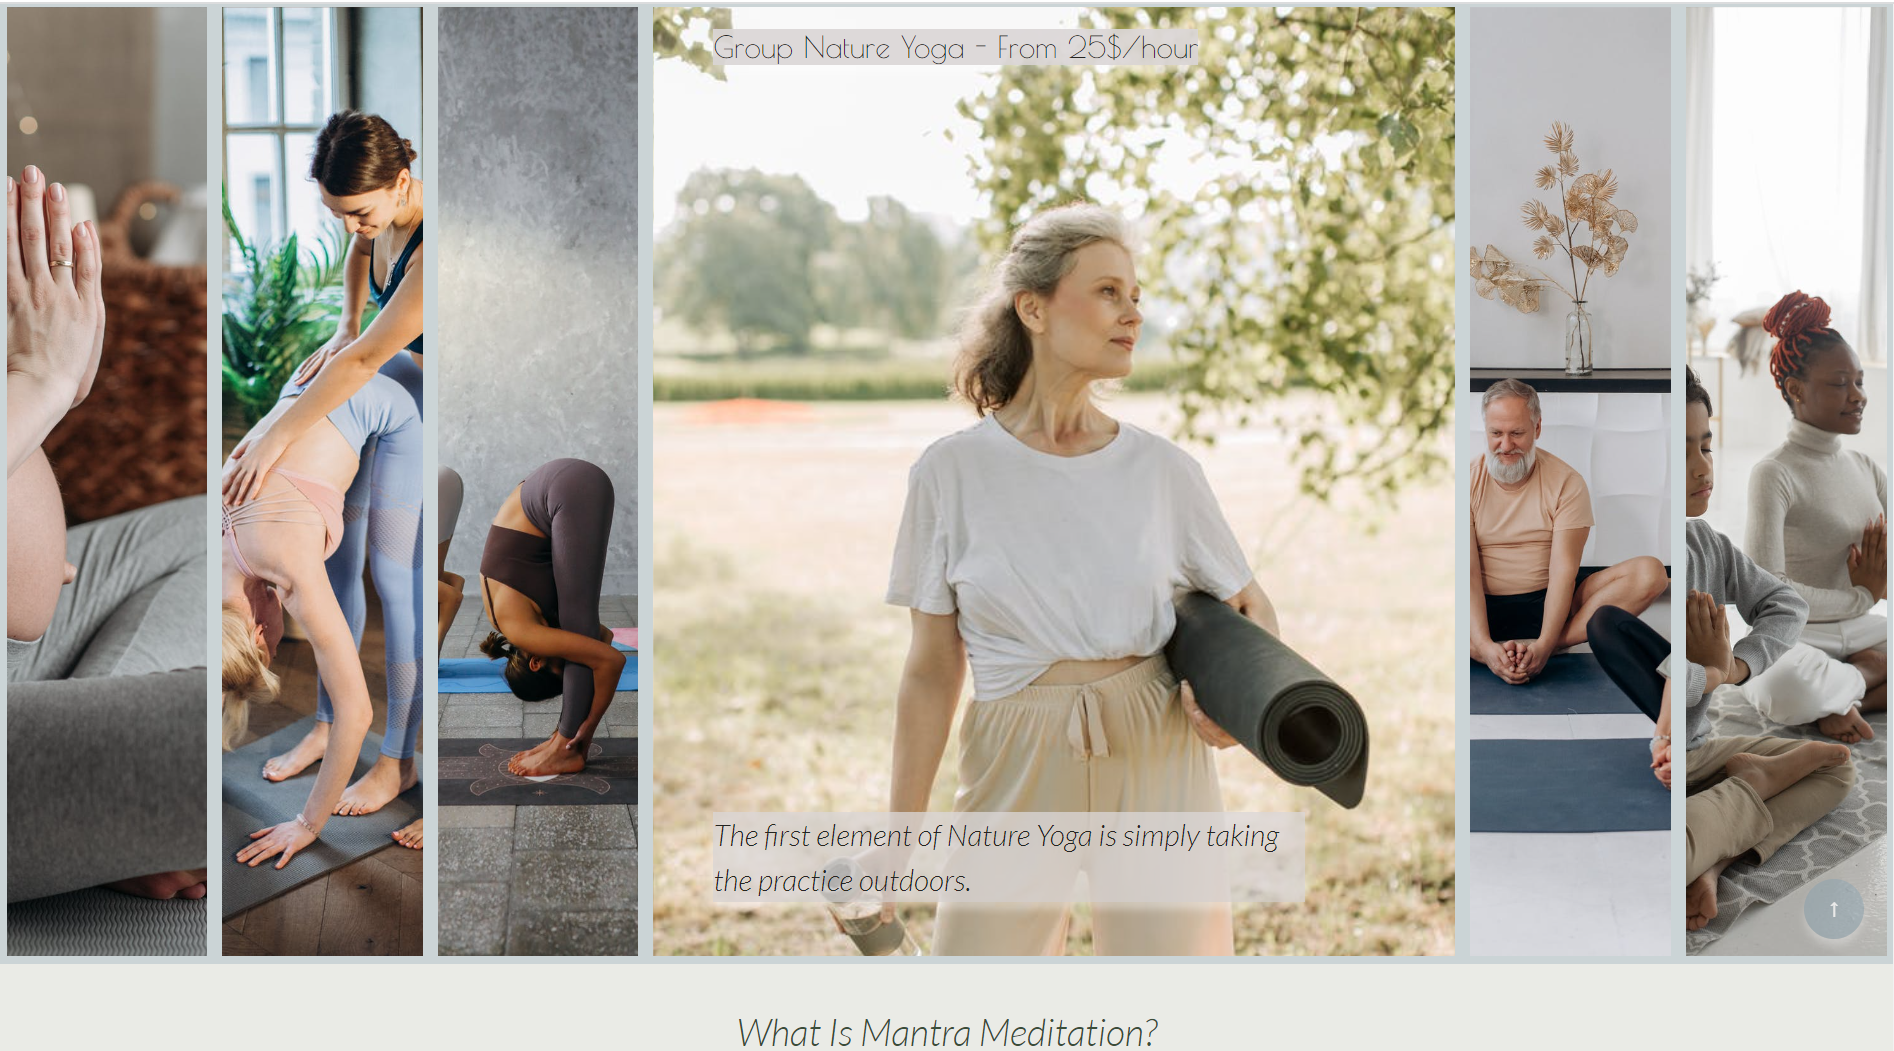 Group Nature Yoga - From 25$/hour
The first element of Nature Yoga is simply taking
the practice outdoors.
↑
What Is Mantra Meditation?